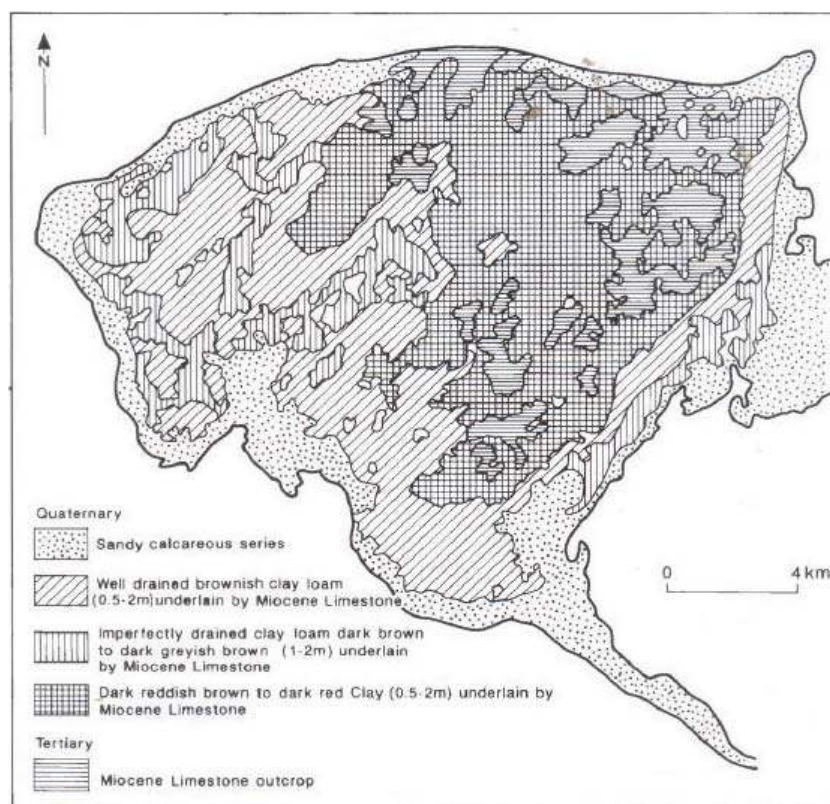 N
Quaternary
Sandy calcareous series
Well drained brownish clay loam
(0.5-2m) underlain by Miocene Limestone
Imperfectly drained clay loam dark brown
to dark greyish brown (1-2m) underlain
by Miocene Limestone
Dark reddish brown to dark red Clay (0.5-2m) underlain by
Miocene Limestone
Tertiary
Miocene Limestone outcrop
0 4 km